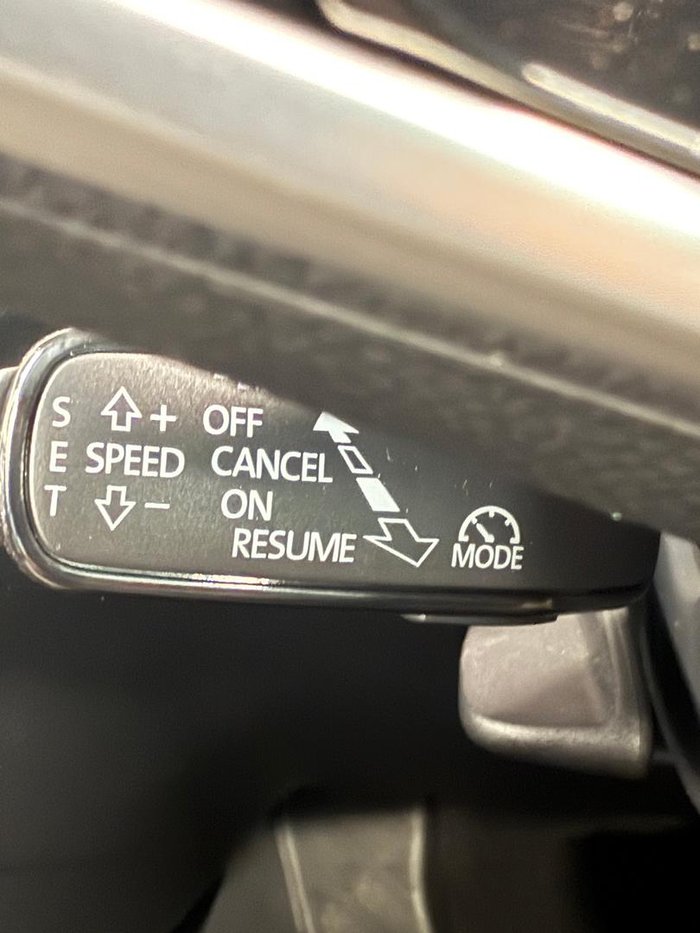 S + OFF
E SPEED CANCEL
T − ON
RESUME
MODE